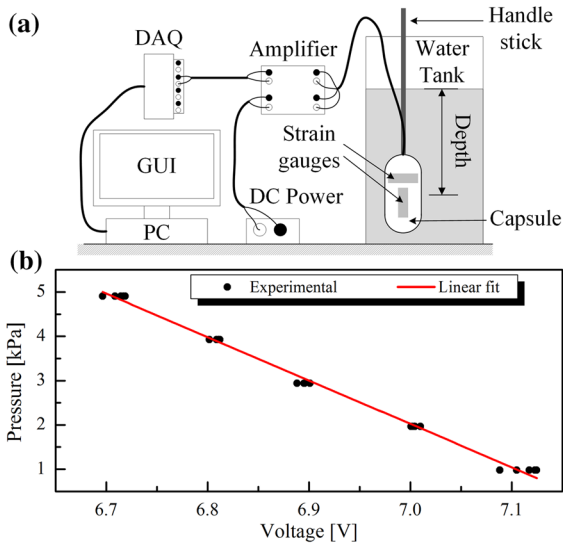 (a)
DAQ
Amplifier
Handle
stick
Water
Tank
Strain
gauges
Depth
GUI
DC Power
PC
Capsule
(b)
Experimental
Linear fit
Pressure [kPa]
5
4
3
2
1
6.7 6.8 6.9 7.0 7.1
Voltage [V]